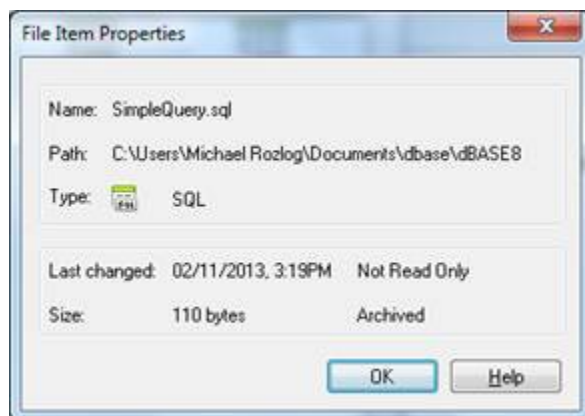 File Item Properties
Name: SimpleQuery.sql
Path: C:\Users\Michael Rozlog\Documents\dbase\dBASE8
Type: SQL
Last changed: 02/11/2013, 3:19PM Not Read Only
Size: 110 bytes Archived
OK Help